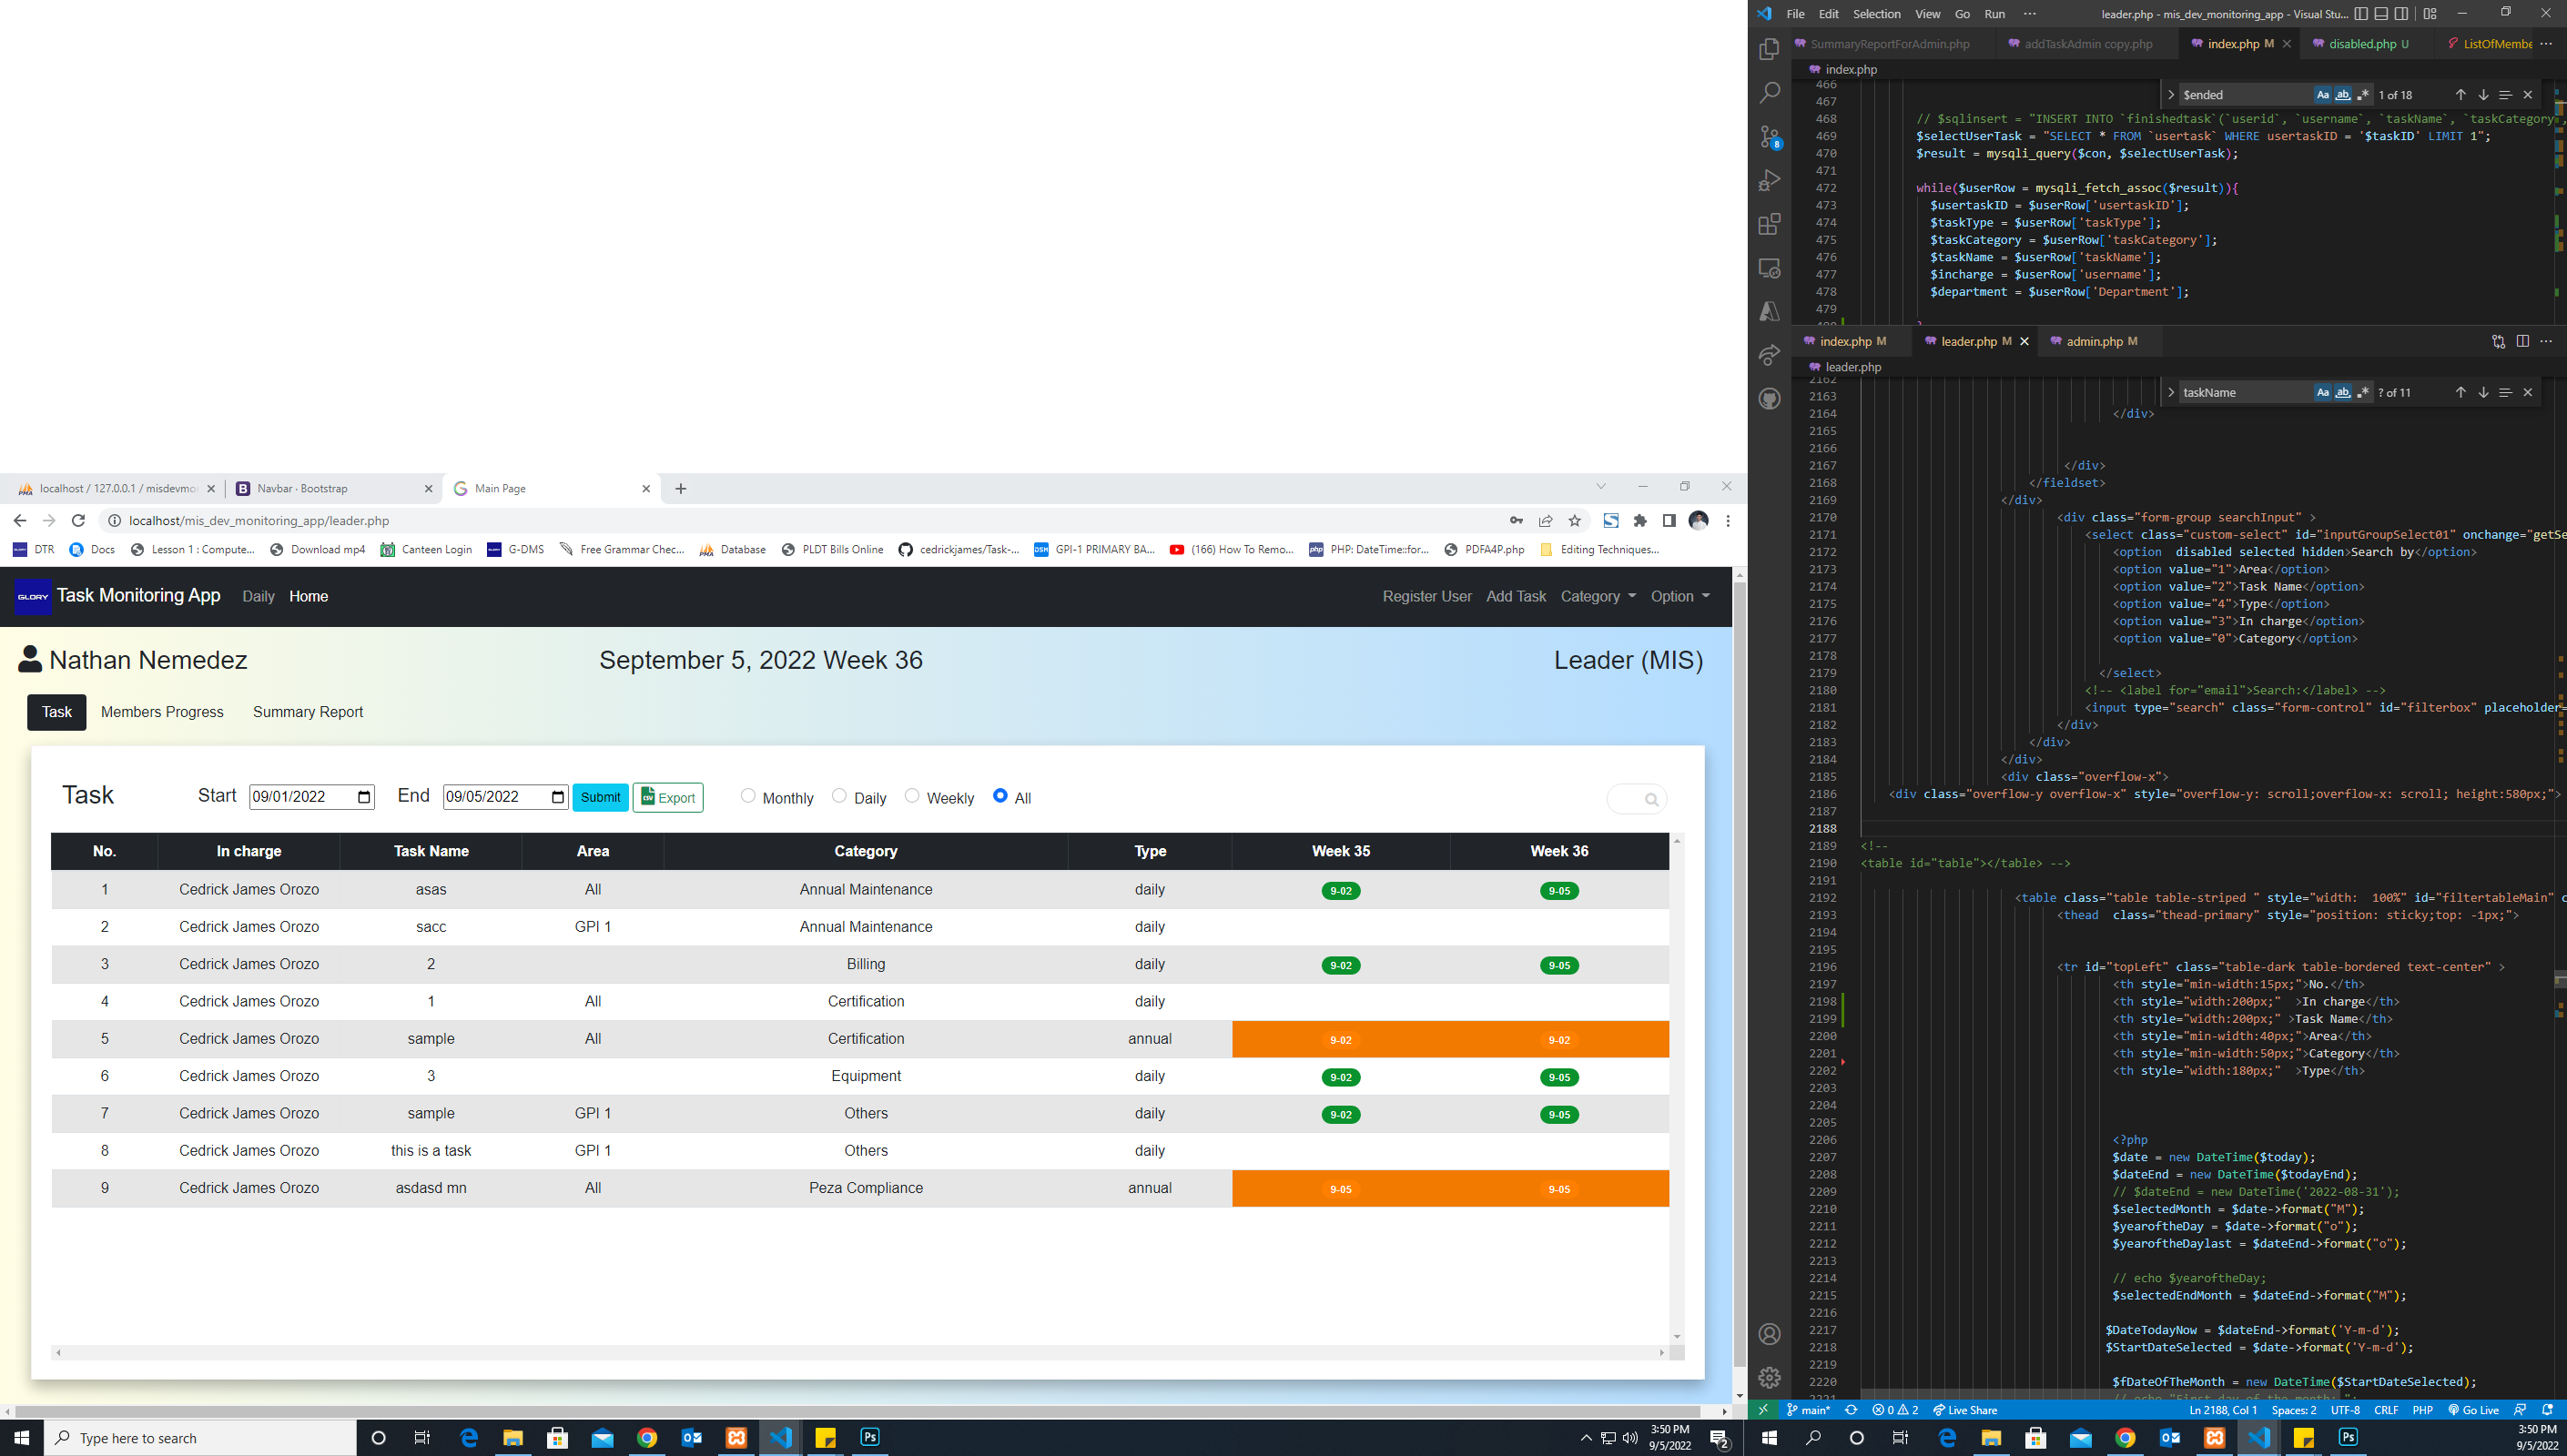 localhost / 127.0.0.1 / misdevmo
Navbar · Bootstrap
Main Page
localhost/mis_dev_monitoring_app/leader.php
DTR Docs Lesson 1 : Compute... Download mp4 Canteen Login G-DMS Free Grammar Chec... Database PLDT Bills Online cedrickjames/Task-... GPI-1 PRIMARY BA... (166) How To Remo... PHP: DateTime::for... PDFA4P.php Editing Techniques...
GLORY Task Monitoring App Daily Home Register User Add Task Category Option
Nathan Nemedez September 5, 2022 Week 36 Leader (MIS)
Task Members Progress Summary Report
Task Start 09/01/2022 End 09/05/2022 Submit Export Monthly Daily Weekly All
No. In charge Task Name Area Category Type Week 35 Week 36
1 Cedrick James Orozo asas All Annual Maintenance daily 9-02 9-05
2 Cedrick James Orozo sacc GPI 1 Annual Maintenance daily
3 Cedrick James Orozo 2 Billing daily 9-02 9-05
4 Cedrick James Orozo 1 All Certification daily
5 Cedrick James Orozo sample All Certification annual 9-02 9-02
6 Cedrick James Orozo 3 Equipment daily 9-02 9-05
7 Cedrick James Orozo sample GPI 1 Others daily 9-02 9-05
8 Cedrick James Orozo this is a task GPI 1 Others daily
9 Cedrick James Orozo asdasd mn All Peza Compliance annual 9-05 9-05
Type here to search
3:50 PM
9/5/2022
2
File Edit Selection View Go Run ··· leader.php - mis_dev_monitoring_app - Visual Stu...
SummaryReportForAdmin.php addTaskAdmin copy.php index.php M disabled.php U ListOfMembe
index.php
$ended 1 of 18
8
466
467
468 // $sqlinsert = "INSERT INTO `finishedtask`(`userid`, `username`, `taskName`, `taskCategory`,
469 $selectUserTask = "SELECT * FROM `usertask` WHERE usertaskID = '$taskID' LIMIT 1";
470 $result = mysqli_query($con, $selectUserTask);
471
472 while($userRow = mysqli_fetch_assoc($result)){
473 $usertaskID = $userRow['usertaskID'];
474 $taskType = $userRow['taskType'];
475 $taskCategory = $userRow['taskCategory'];
476 $taskName = $userRow['taskName'];
477 $incharge = $userRow['username'];
478 $department = $userRow['Department'];
479
480 }
index.php M leader.php M admin.php M
leader.php
taskName ? of 11
2162
2163
2164 </div>
2165
2166
2167 </div>
2168 </fieldset>
2169 </div>
2170 <div class="form-group searchInput" >
2171 <select class="custom-select" id="inputGroupSelect01" onchange="getSe
2172 <option  disabled selected hidden>Search by</option>
2173 <option value="1">Area</option>
2174 <option value="2">Task Name</option>
2175 <option value="4">Type</option>
2176 <option value="3">In charge</option>
2177 <option value="0">Category</option>
2178
2179 </select>
2180 <!-- <label for="email">Search:</label> -->
2181 <input type="search" class="form-control" id="filterbox" placeholder=
2182 </div>
2183 </div>
2184 </div>
2185 <div class="overflow-x">
2186 <div class="overflow-y overflow-x" style="overflow-y: scroll;overflow-x: scroll; height:580px;">
2187
2188
2189 <!--
2190 <table id="table"></table> -->
2191
2192 <table class="table table-striped " style="width:  100%" id="filtertableMain" c
2193 <thead  class="thead-primary" style="position: sticky;top: -1px;">
2194
2195
2196 <tr id="topLeft" class="table-dark table-bordered text-center" >
2197 <th style="min-width:15px;">No.</th>
2198 <th style="width:200px;"  >In charge</th>
2199 <th style="width:200px;" >Task Name</th>
2200 <th style="min-width:40px;">Area</th>
2201 <th style="min-width:50px;">Category</th>
2202 <th style="width:180px;"  >Type</th>
2203
2204
2205
2206 <?php
2207 $date = new DateTime($today);
2208 $dateEnd = new DateTime($todayEnd);
2209 // $dateEnd = new DateTime('2022-08-31');
2210 $selectedMonth = $date->format("M");
2211 $yearoftheDay = $date->format("o");
2212 $yearoftheDaylast = $dateEnd->format("o");
2213
2214 // echo $yearoftheDay;
2215 $selectedEndMonth = $dateEnd->format("M");
2216
2217 $DateTodayNow = $dateEnd->format('Y-m-d');
2218 $StartDateSelected = $date->format('Y-m-d');
2219
2220 $fDateOfTheMonth = new DateTime($StartDateSelected);
2221 // echo "First day of the month: ";
main* 0 2 Live Share Ln 2188, Col 1 Spaces: 2 UTF-8 CRLF PHP Go Live
3:50 PM
9/5/2022